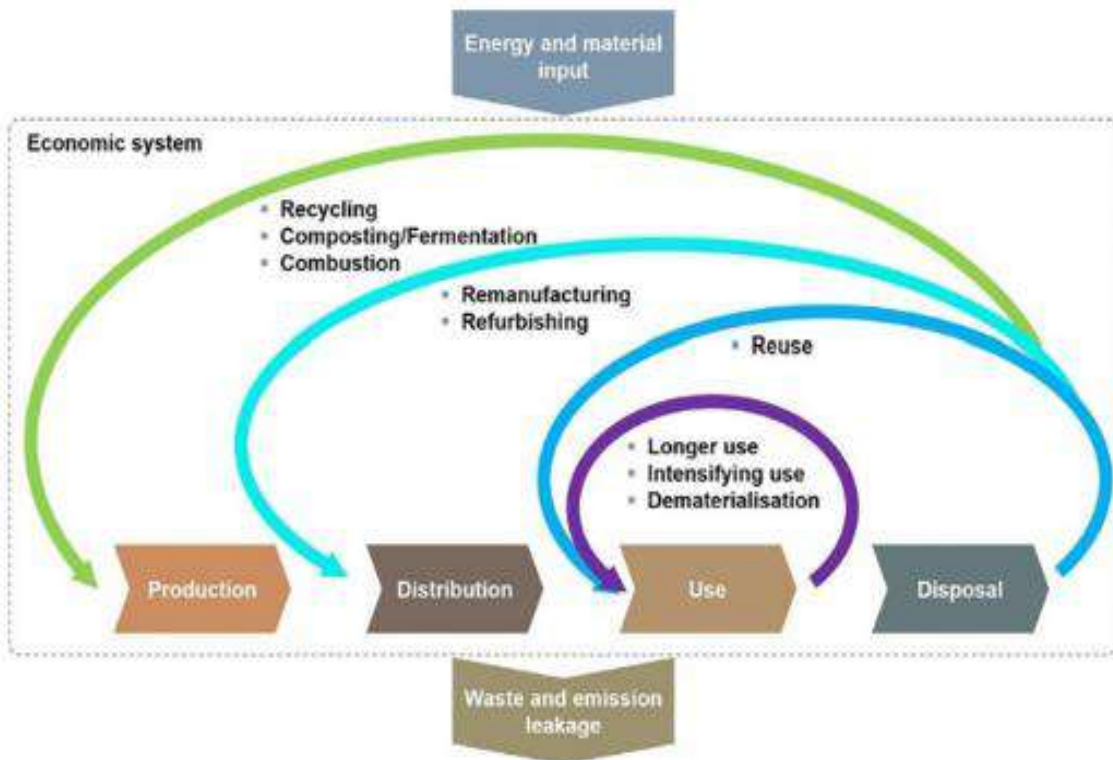 Energy and material
input
Economic system
Recycling
Composting/Fermentation
Combustion
Remanufacturing
Refurbishing
Reuse
Longer use
Intensifying use
Dematerialisation
Production
Distribution
Use
Disposal
Waste and emission
leakage